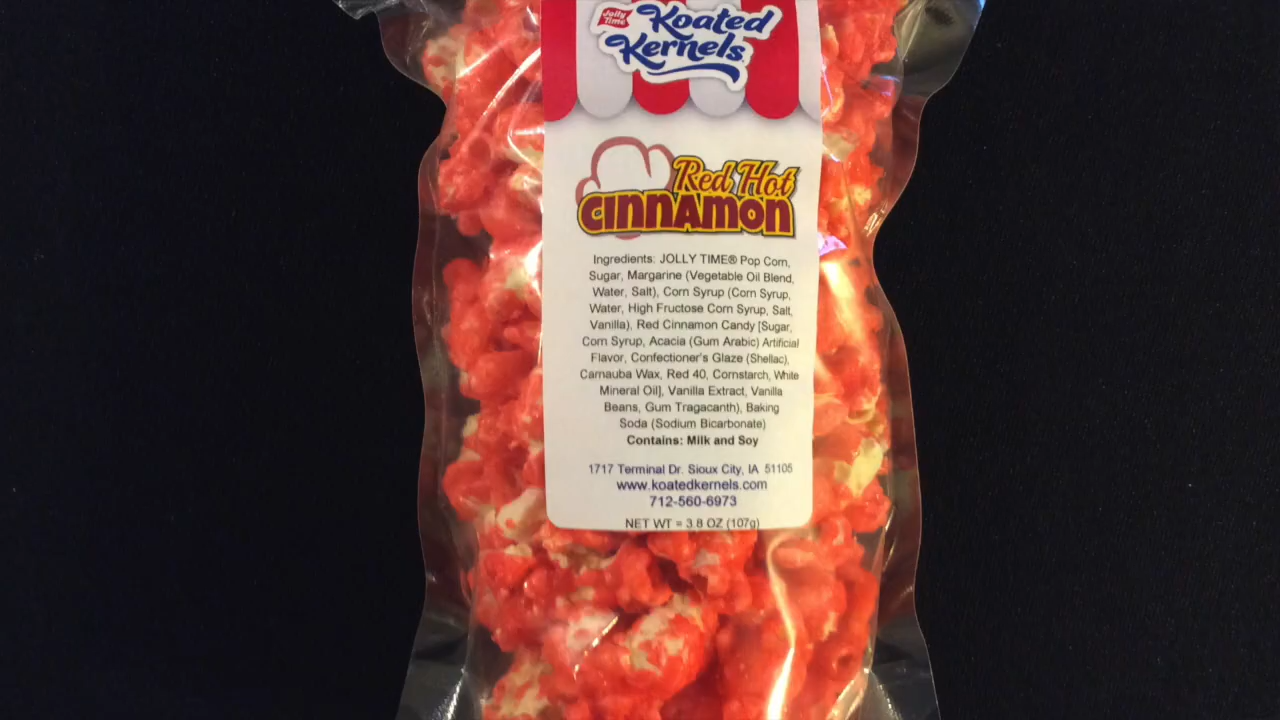 Jolly Time
Koated
Kernels
Red Hot
CINNAMON
Ingredients: JOLLY TIME® Pop Corn,
Sugar, Margarine (Vegetable Oil Blend,
Water, Salt), Corn Syrup (Corn Syrup,
Water, High Fructose Corn Syrup, Salt,
Vanilla), Red Cinnamon Candy [Sugar,
Corn Syrup, Acacia (Gum Arabic) Artificial
Flavor, Confectioner's Glaze (Shellac),
Carnauba Wax, Red 40, Cornstarch, White
Mineral Oil], Vanilla Extract, Vanilla
Beans, Gum Tragacanth), Baking
Soda (Sodium Bicarbonate)
Contains: Milk and Soy
1717 Terminal Dr. Sioux City, IA 51105
www.koatedkernels.com
712-560-6973
NET WT = 3.8 OZ (107g)